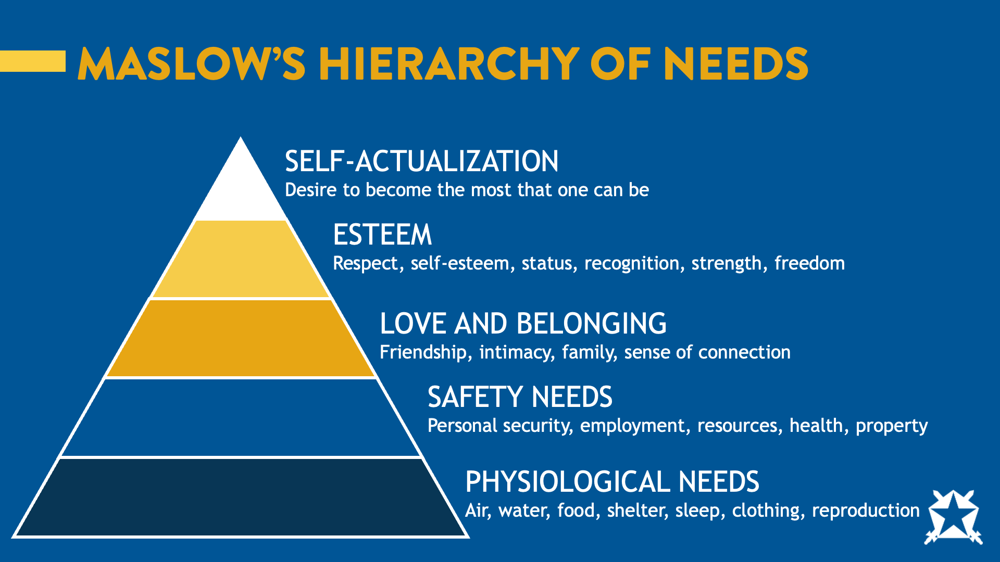 MASLOW’S HIERARCHY OF NEEDS
SELF-ACTUALIZATION
Desire to become the most that one can be
ESTEEM
Respect, self-esteem, status, recognition, strength, freedom
LOVE AND BELONGING
Friendship, intimacy, family, sense of connection
SAFETY NEEDS
Personal security, employment, resources, health, property
PHYSIOLOGICAL NEEDS
Air, water, food, shelter, sleep, clothing, reproduction